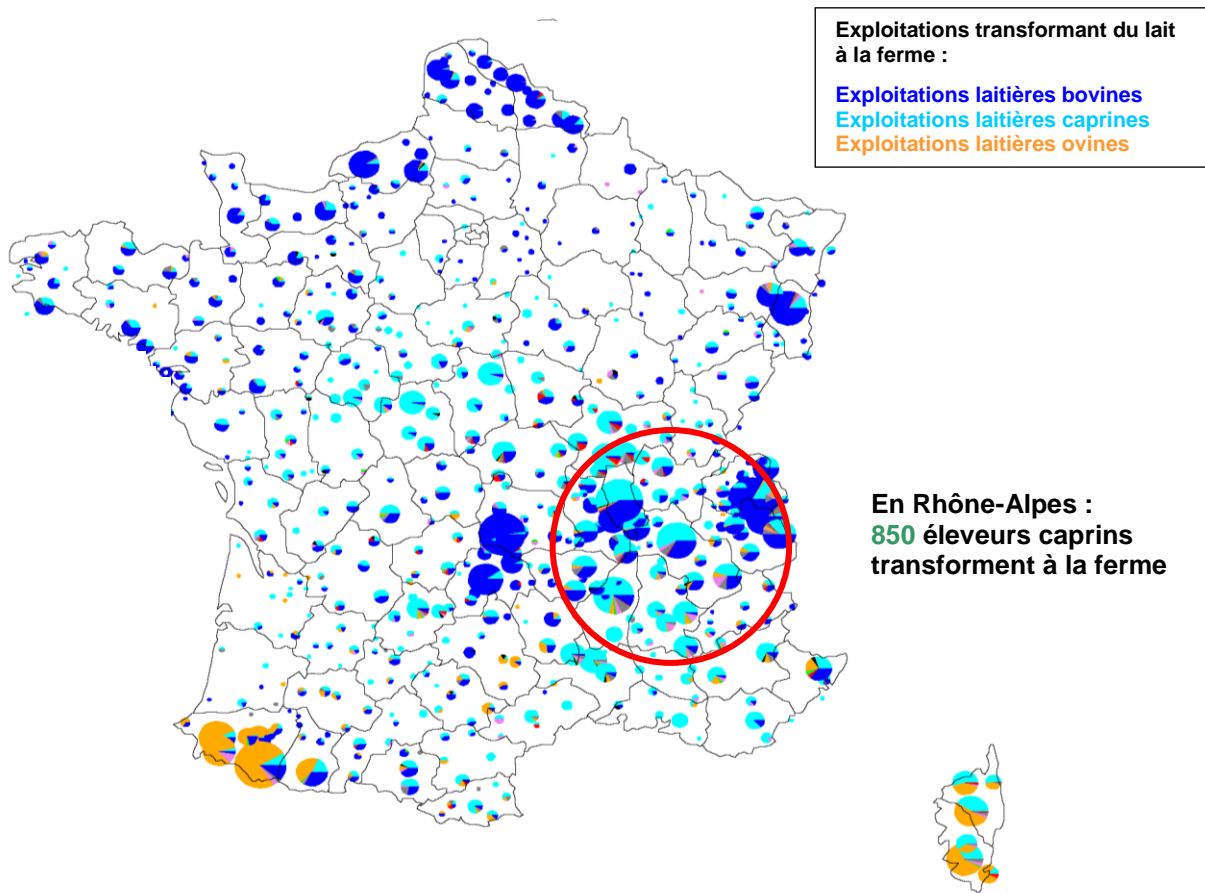 Exploitations transformant du lait
à la ferme :
Exploitations laitières bovines
Exploitations laitières caprines
Exploitations laitières ovines
En Rhône-Alpes :
850 éleveurs caprins
transforment à la ferme